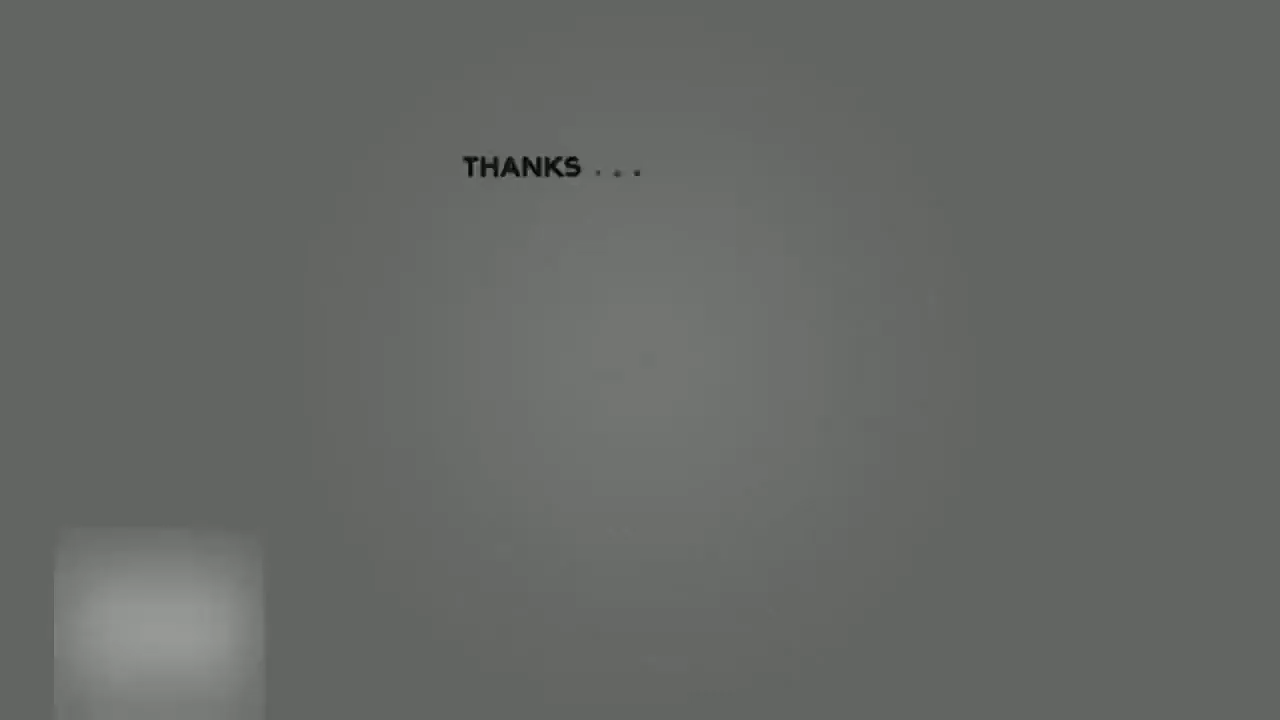 THANKS . . .